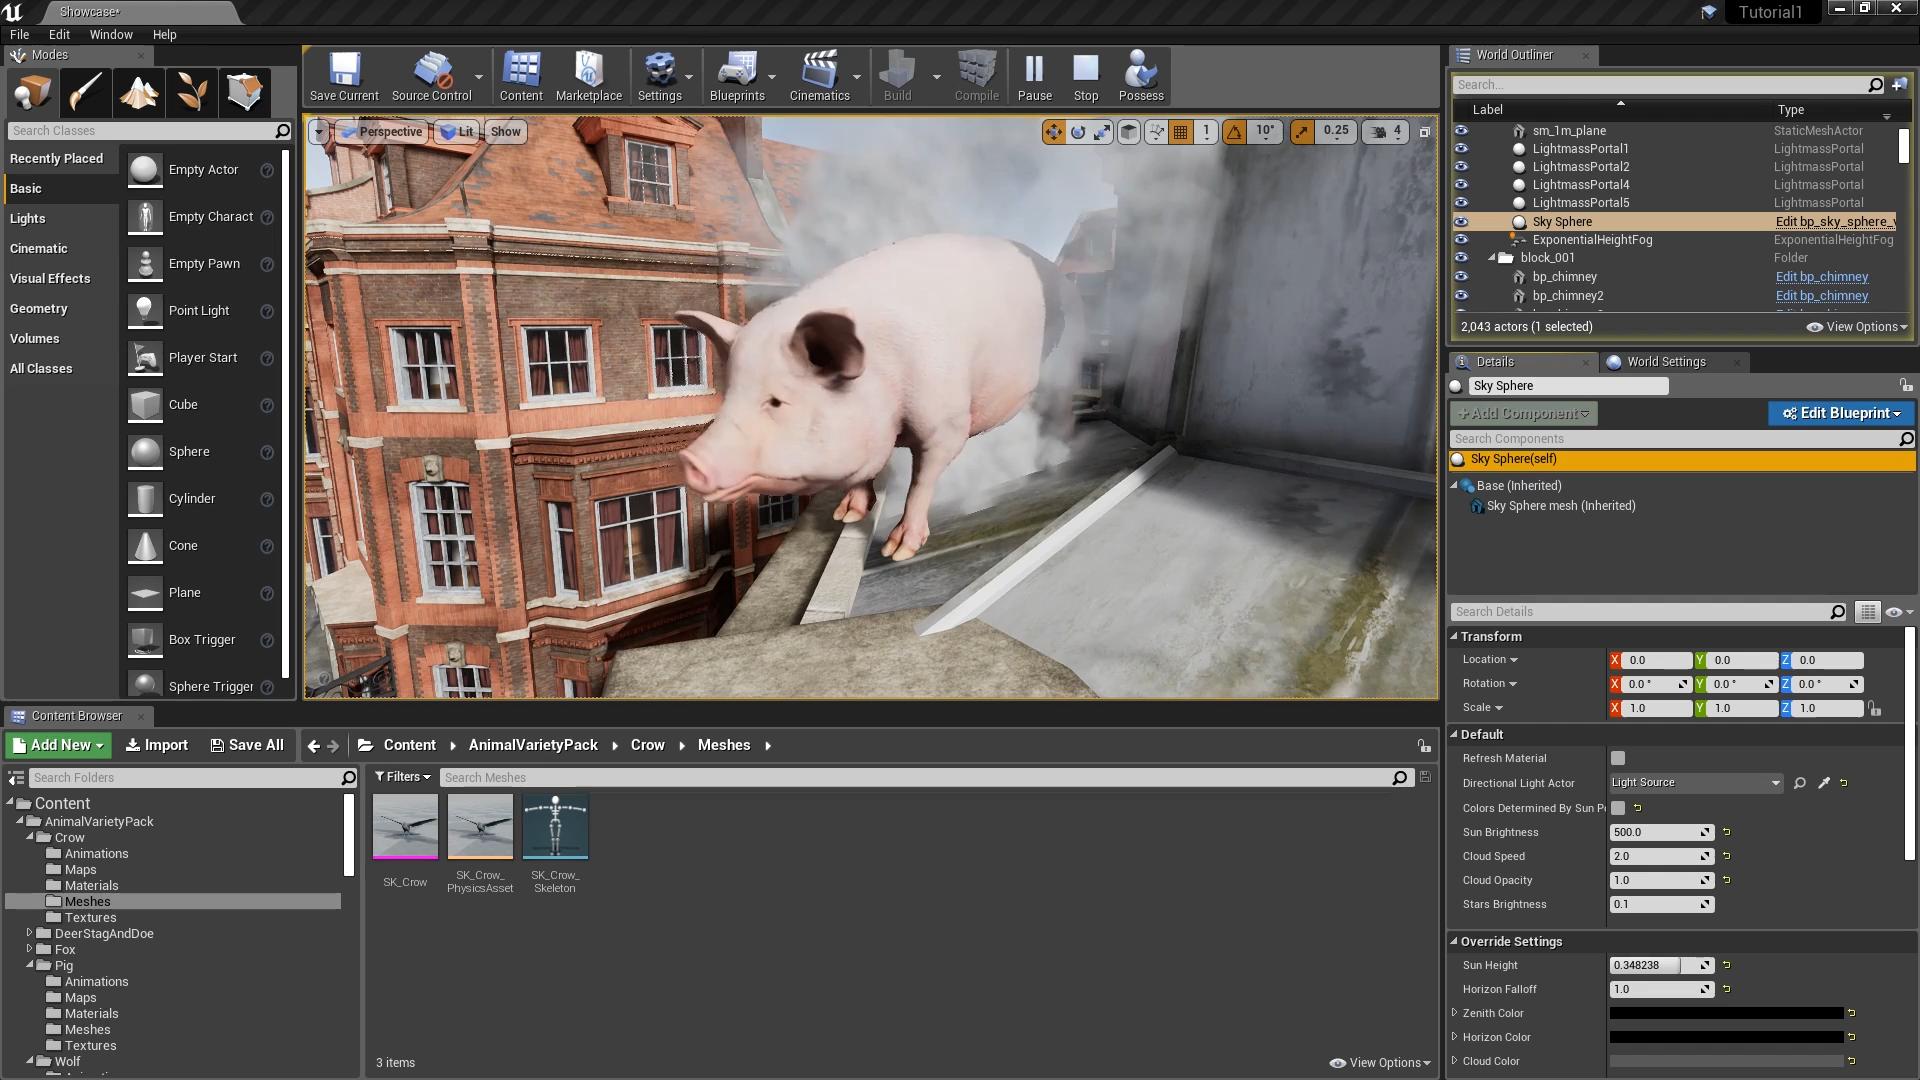 Showcase*
Tutorial1
File Edit Window Help
Modes
Search Classes
Recently Placed
Basic
Lights
Cinematic
Visual Effects
Geometry
Volumes
All Classes
Empty Actor
Empty Charact
Empty Pawn
Point Light
Player Start
Cube
Sphere
Cylinder
Cone
Plane
Box Trigger
Sphere Trigger
Save Current
Source Control
Content
Marketplace
Settings
Blueprints
Cinematics
Build
Compile
Pause
Stop
Possess
Perspective
Lit
Show
1
10°
0.25
4
World Outliner
Search...
Label Type
sm_1m_plane StaticMeshActor
LightmassPortal1 LightmassPortal
LightmassPortal2 LightmassPortal
LightmassPortal4 LightmassPortal
LightmassPortal5 LightmassPortal
Sky Sphere Edit bp_sky_sphere_
ExponentialHeightFog ExponentialHeightFog
block_001 Folder
bp_chimney Edit bp_chimney
bp_chimney2 Edit bp_chimney
2,043 actors (1 selected)
View Options
Details
World Settings
Sky Sphere
+Add Component
Edit Blueprint
Search Components
Sky Sphere(self)
Base (Inherited)
Sky Sphere mesh (Inherited)
Search Details
Transform
Location X 0.0 Y 0.0 Z 0.0
Rotation X 0.0 ° Y 0.0 ° Z 0.0 °
Scale X 1.0 Y 1.0 Z 1.0
Default
Refresh Material
Directional Light Actor Light Source
Colors Determined By Sun P
Sun Brightness 500.0
Cloud Speed 2.0
Cloud Opacity 1.0
Stars Brightness 0.1
Override Settings
Sun Height 0.348238
Horizon Falloff 1.0
Zenith Color
Horizon Color
Cloud Color
Content Browser
Add New
Import
Save All
Content
AnimalVarietyPack
Crow
Meshes
Search Folders
Content
AnimalVarietyPack
Crow
Animations
Maps
Materials
Meshes
Textures
DeerStagAndDoe
Fox
Pig
Animations
Maps
Materials
Meshes
Textures
Wolf
Filters
Search Meshes
SK_Crow
SK_Crow_
PhysicsAsset
SK_Crow_
Skeleton
3 items
View Options